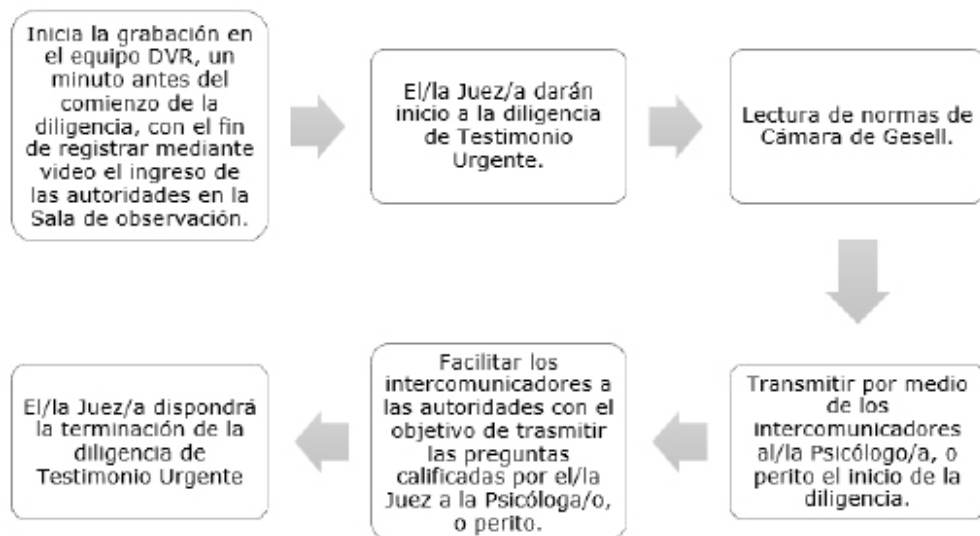 Inicia la grabación en
el equipo DVR, un
minuto antes del
comienzo de la
diligencia, con el fin
de registrar mediante
video el ingreso de
las autoridades en la
Sala de observación.
El/la Juez/a darán
inicio a la diligencia
de Testimonio
Urgente.
Lectura de normas de
Cámara de Gesell.
Transmitir por medio
de los
intercomunicadores
al/la Psicólogo/a, o
perito el inicio de la
diligencia.
Facilitar los
intercomunicadores a
las autoridades con el
objetivo de trasmitir
las preguntas
calificadas por el/la
Juez a la Psicóloga/o,
o perito.
El/la Juez/a dispondrá
la terminación de la
diligencia de
Testimonio Urgente